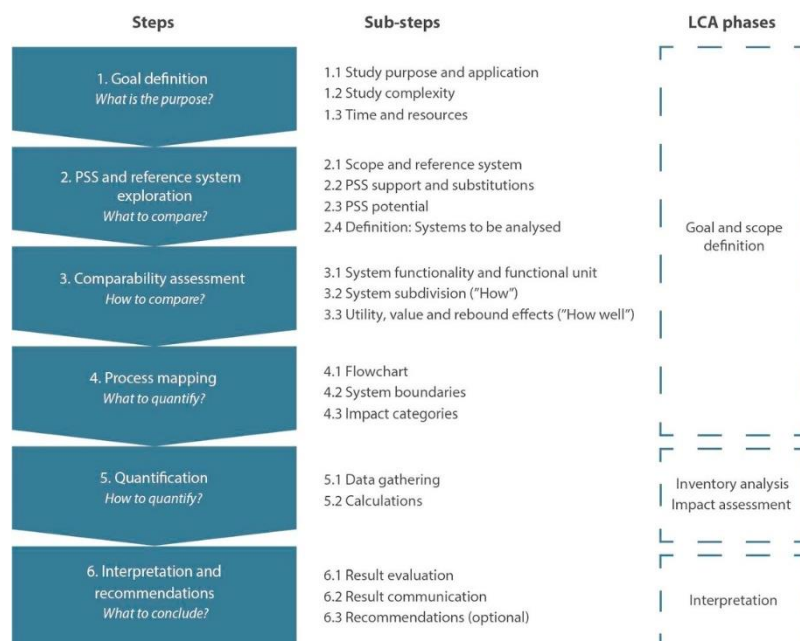 Steps
Sub-steps
LCA phases
1. Goal definition
What is the purpose?
1.1 Study purpose and application
1.2 Study complexity
1.3 Time and resources
2. PSS and reference system
exploration
What to compare?
2.1 Scope and reference system
2.2 PSS support and substitutions
2.3 PSS potential
2.4 Definition: Systems to be analysed
Goal and scope
definition
3. Comparability assessment
How to compare?
3.1 System functionality and functional unit
3.2 System subdivision ("How")
3.3 Utility, value and rebound effects ("How well")
4. Process mapping
What to quantify?
4.1 Flowchart
4.2 System boundaries
4.3 Impact categories
5. Quantification
How to quantify?
5.1 Data gathering
5.2 Calculations
Inventory analysis
Impact assessment
6. Interpretation and
recommendations
What to conclude?
6.1 Result evaluation
6.2 Result communication
6.3 Recommendations (optional)
Interpretation